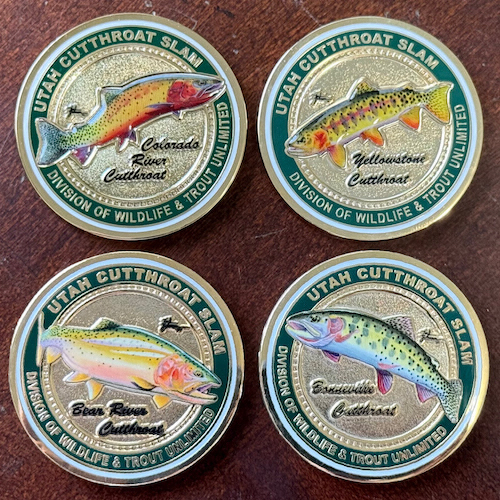 UTAH CUTTHROAT SLAM
Colorado
River
Cutthroat
DIVISION OF WILDLIFE & TROUT UNLIMITED
UTAH CUTTHROAT SLAM
Yellowstone
Cutthroat
DIVISION OF WILDLIFE & TROUT UNLIMITED
UTAH CUTTHROAT SLAM
Bear River
Cutthroat
DIVISION OF WILDLIFE & TROUT UNLIMITED
UTAH CUTTHROAT SLAM
Bonneville
Cutthroat
DIVISION OF WILDLIFE & TROUT UNLIMITED